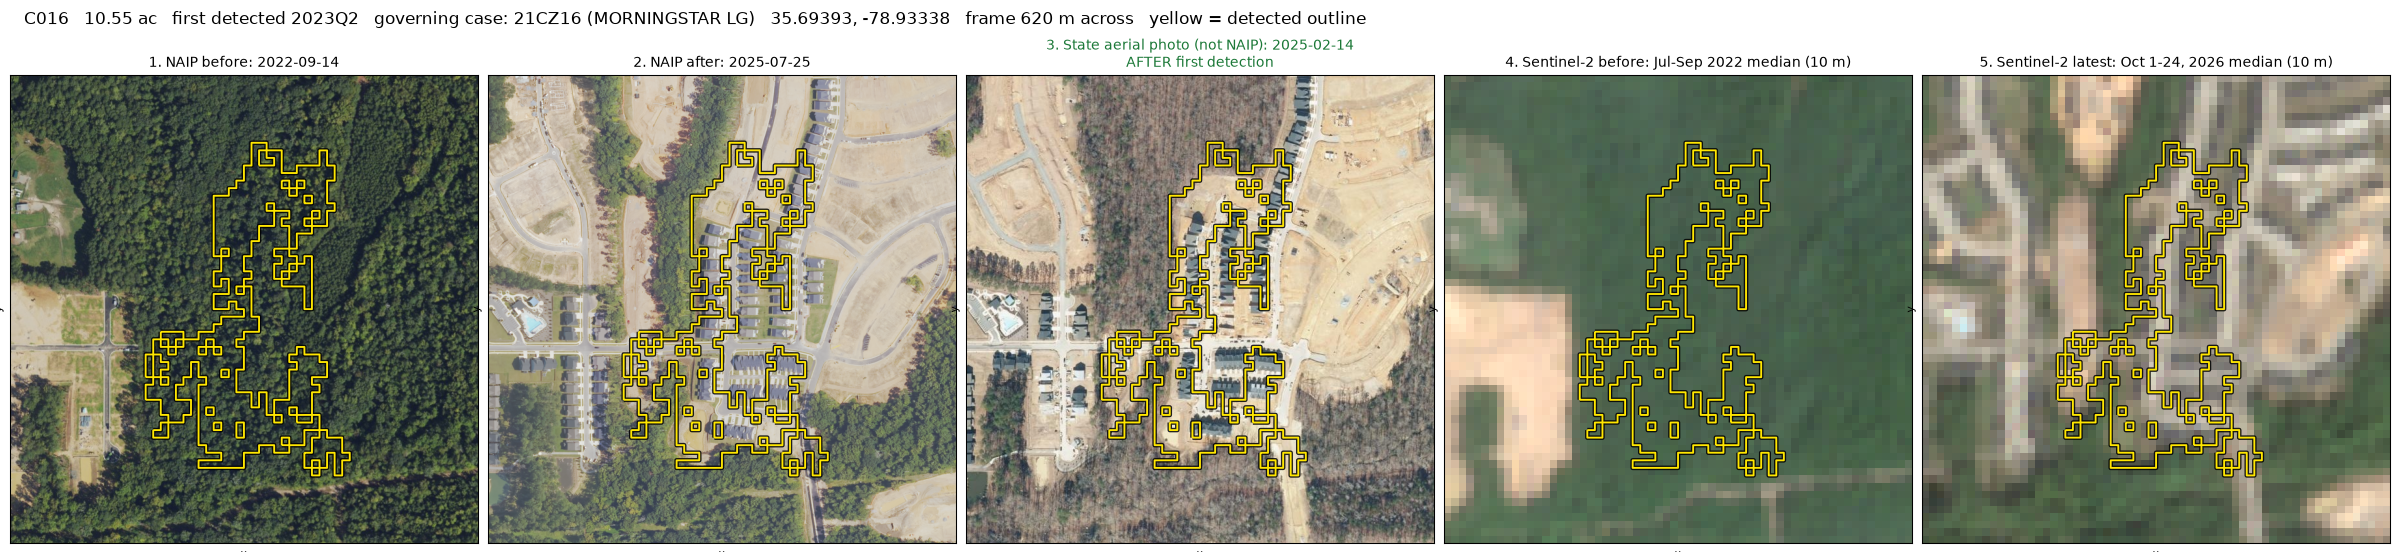 C016   10.55 ac   first detected 2023Q2   governing case: 21CZ16 (MORNINGSTAR LG)   35.69393, -78.93338   frame 620 m across   yellow = detected outline
1. NAIP before: 2022-09-14
2. NAIP after: 2025-07-25
3. State aerial photo (not NAIP): 2025-02-14
AFTER first detection
4. Sentinel-2 before: Jul-Sep 2022 median (10 m)
5. Sentinel-2 latest: Oct 1-24, 2026 median (10 m)